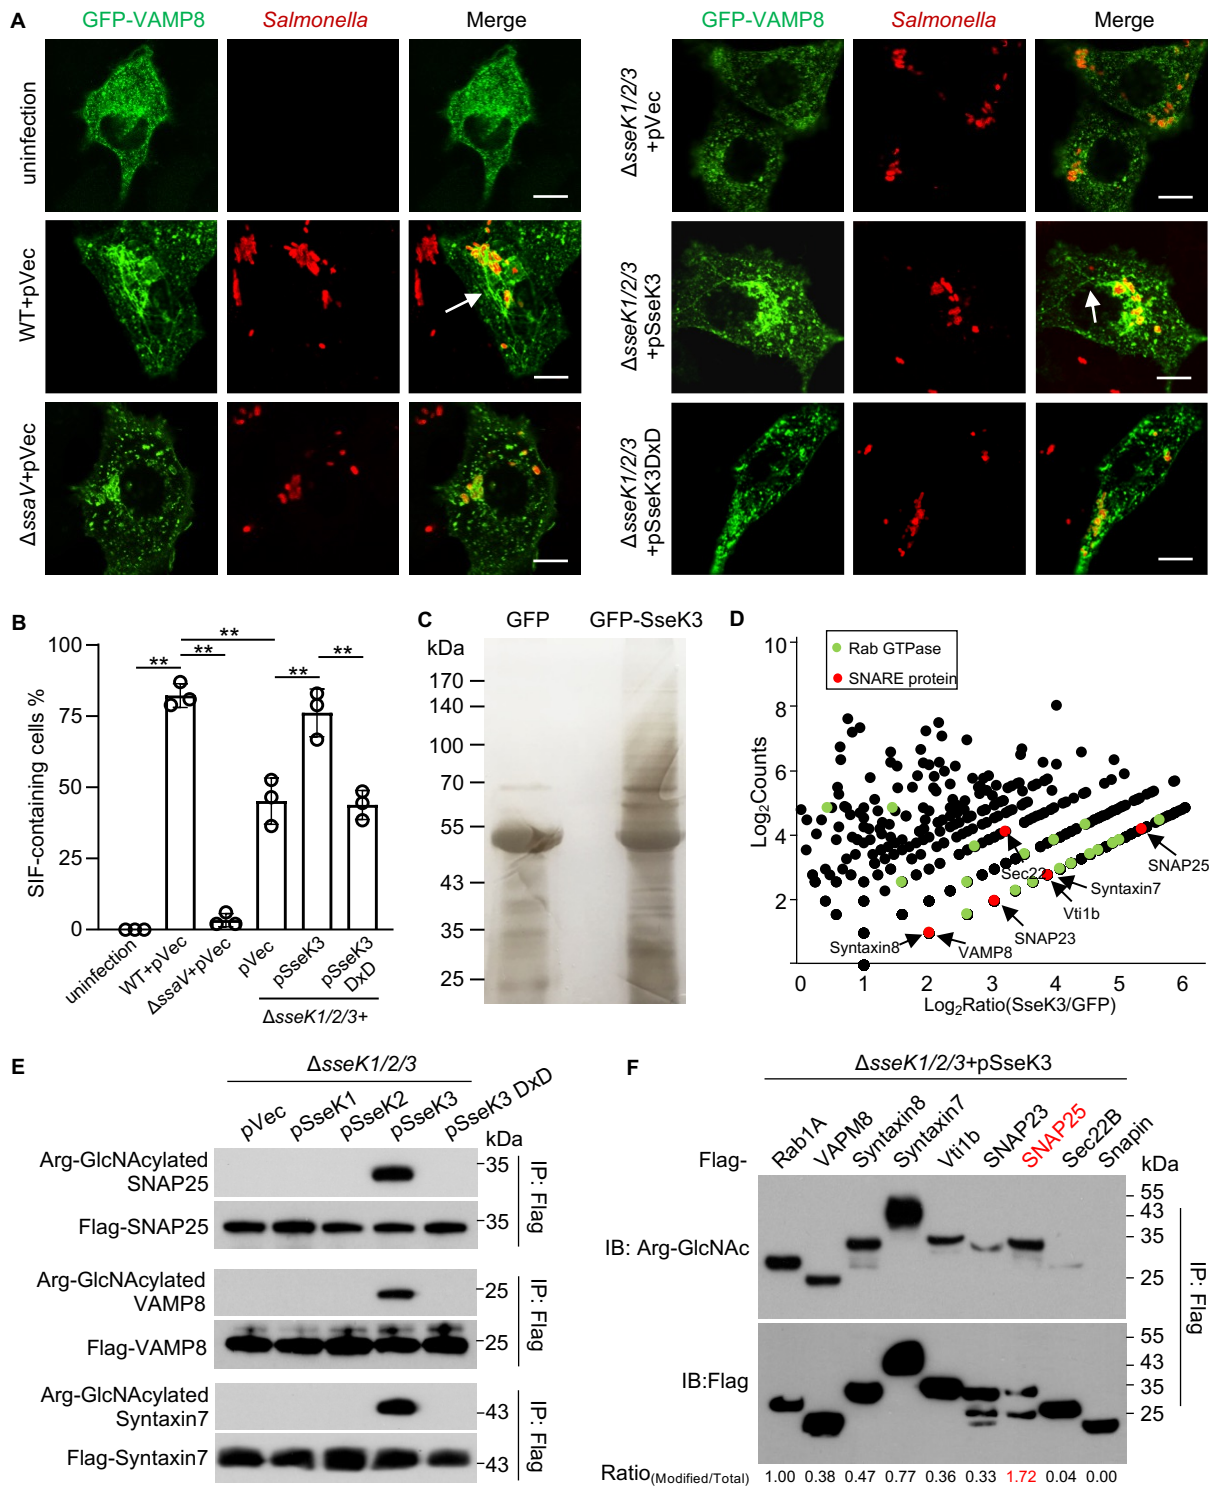 A
GFP-VAMP8
Salmonella
Merge
GFP-VAMP8
Salmonella
Merge
uninfection
WT+pVec
ΔssaV+pVec
ΔsseK1/2/3
+pVec
ΔsseK1/2/3
+pSseK3
ΔsseK1/2/3
+pSseK3DxD
B
SIF-containing cells %
100
75
50
25
0
**
**
**
**
**
uninfection
WT+pVec
ΔssaV+pVec
pVec
pSseK3
pSseK3
DxD
ΔsseK1/2/3+
C
GFP
GFP-SseK3
kDa
170
140
100
70
55
43
35
25
D
Rab GTPase
SNARE protein
Log2Counts
10
8
6
4
2
Sec22
SNAP25
Syntaxin7
Vti1b
SNAP23
Syntaxin8
VAMP8
0
1
2
3
4
5
6
Log2Ratio(SseK3/GFP)
E
ΔsseK1/2/3
pVec
pSseK1
pSseK2
pSseK3
pSseK3 DxD
kDa
Arg-GlcNAcylated
SNAP25
35
Flag-SNAP25
35
IP: Flag
Arg-GlcNAcylated
VAMP8
25
Flag-VAMP8
25
IP: Flag
Arg-GlcNAcylated
Syntaxin7
43
Flag-Syntaxin7
43
IP: Flag
F
ΔsseK1/2/3+pSseK3
Flag-
Rab1A
VAPM8
Syntaxin8
Syntaxin7
Vti1b
SNAP23
SNAP25
Sec22B
Snapin
kDa
IB: Arg-GlcNAc
55
43
35
25
IB:Flag
55
43
35
25
IP: Flag
Ratio(Modified/Total) 1.00 0.38 0.47 0.77 0.36 0.33 1.72 0.04 0.00